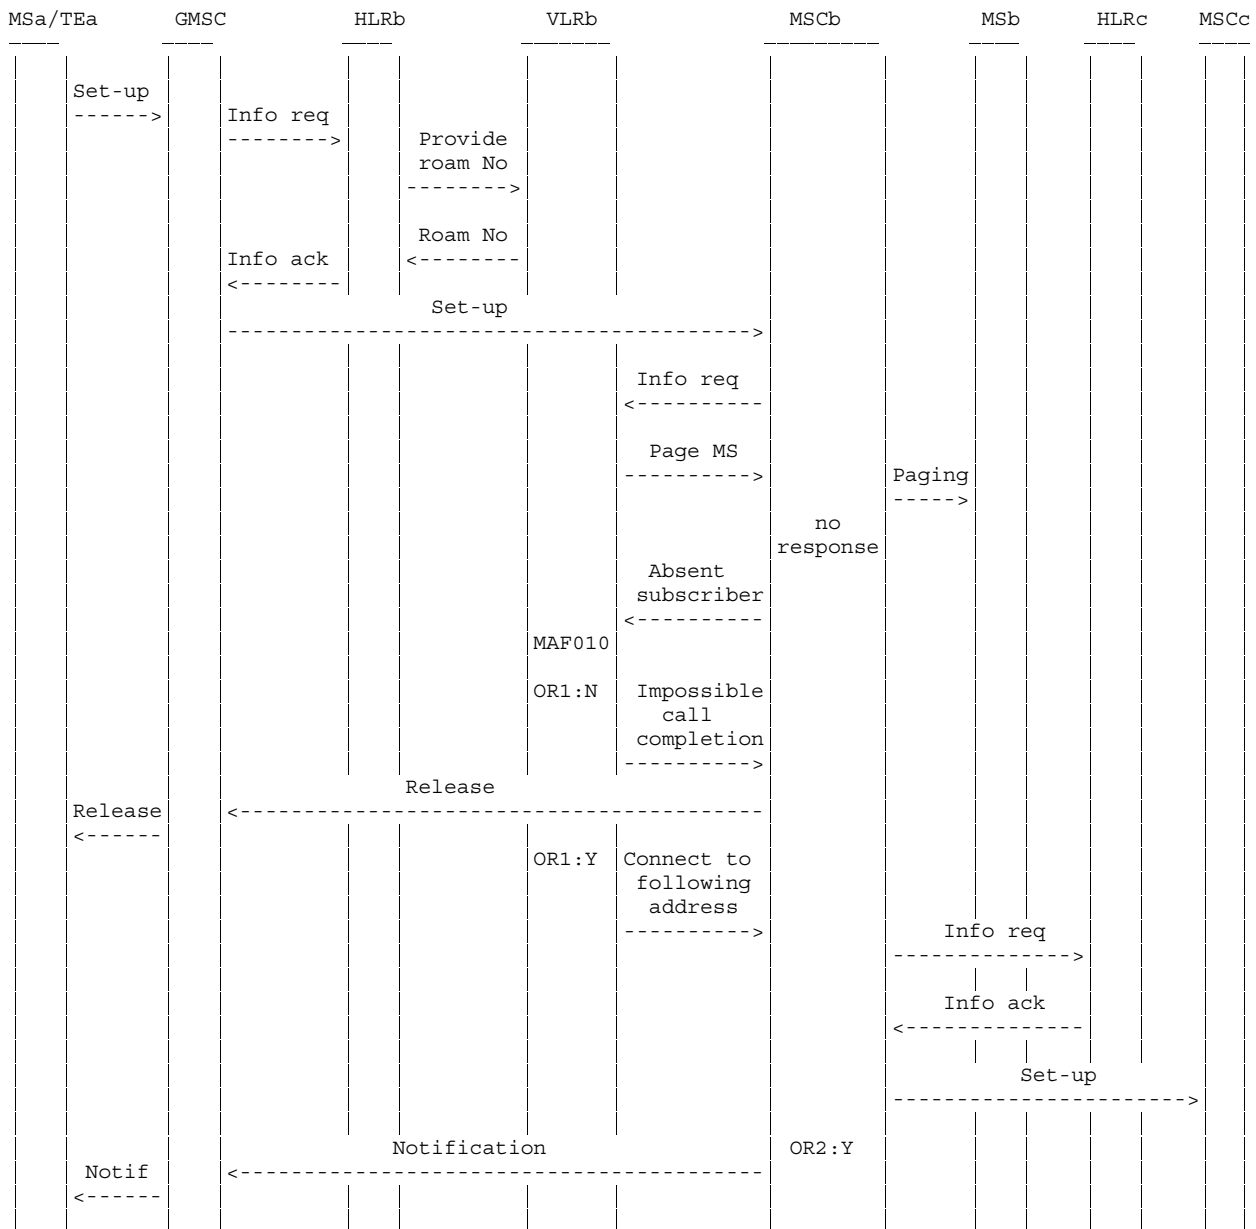 MSa/TEa GMSC HLRb VLRb MSCb MSb HLRc MSCc
Set-up
------> Info req
--------> Provide
roam No
-------->
Roam No
Info ack <--------
<--------
Set-up
----------------------------------------->
Info req
<----------
Page MS
----------> Paging
----->
no
response
Absent
subscriber
<----------
MAF010
OR1:N Impossible
call
completion
---------->
Release
Release <-----------------------------------------
<------
OR1:Y Connect to
following
address
----------> Info req
-------------->
Info ack
<--------------
Set-up
----------------------->
Notification OR2:Y
Notif <-----------------------------------------
<------